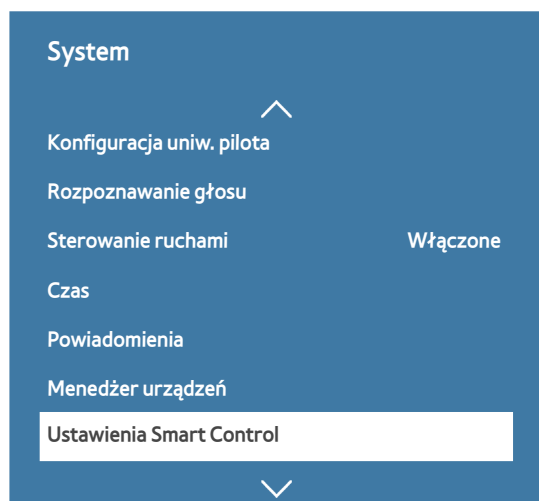 System
Konfiguracja uniw. pilota
Rozpoznawanie głosu
Sterowanie ruchami Włączone
Czas
Powiadomienia
Menedżer urządzeń
Ustawienia Smart Control